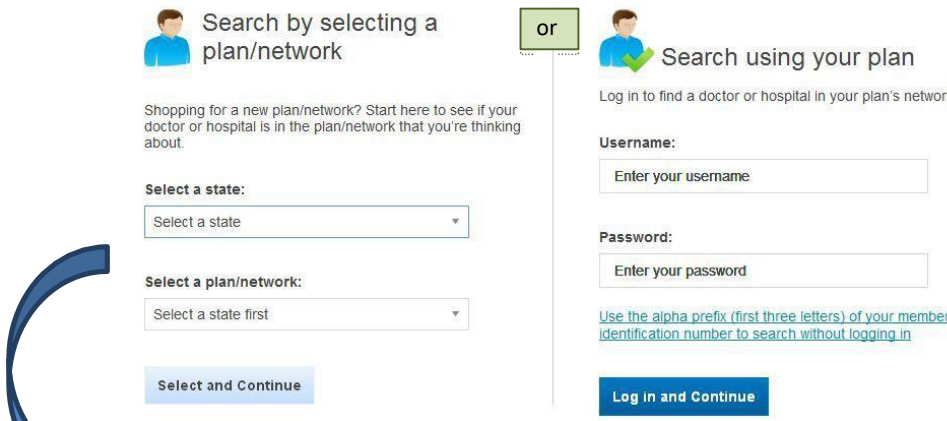 Search by selecting a
plan/network
Shopping for a new plan/network? Start here to see if your
doctor or hospital is in the plan/network that you're thinking
about.
Select a state:
Select a state
Select a plan/network:
Select a state first
Select and Continue
or
Search using your plan
Log in to find a doctor or hospital in your plan's networ
Username:
Enter your username
Password:
Enter your password
Use the alpha prefix (first three letters) of your member
identification number to search without logging in
Log in and Continue